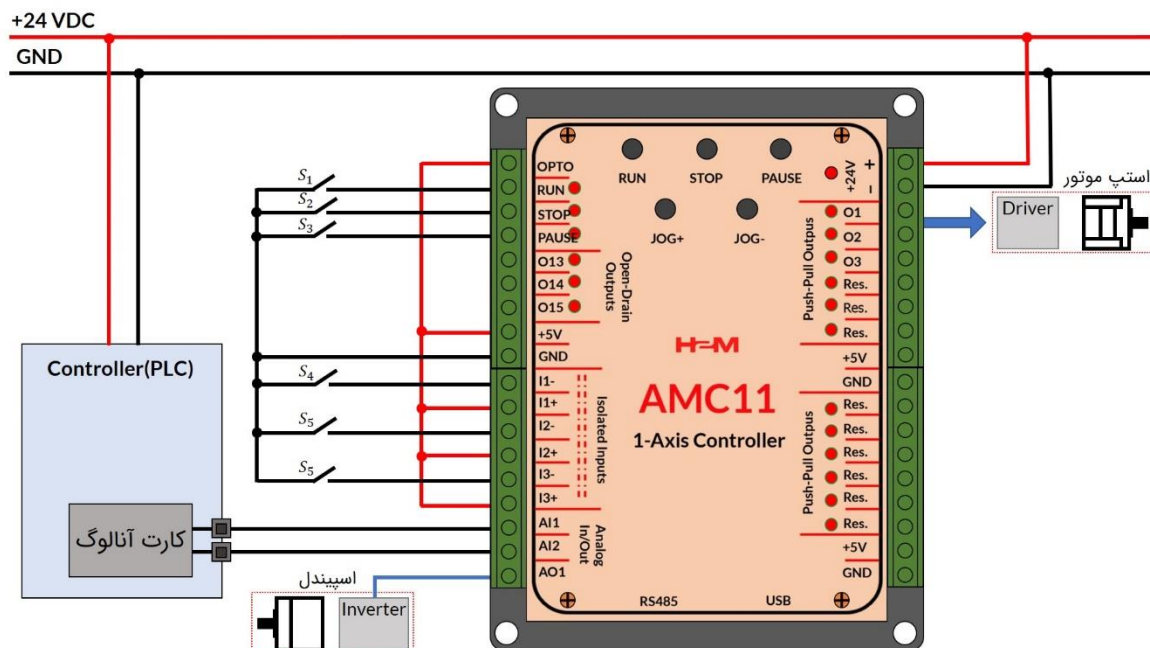 +24 VDC
GND
Controller(PLC)
کارت آنالوگ
S1
S2
S3
S4
S5
S5
اسپیندل
Inverter
OPTO
RUN
STOP
PAUSE
O13
O14
O15
Open-Drain
Outputs
+5V
GND
I1-
I1+
I2-
I2+
I3-
I3+
Isolated Inputs
AI1
AI2
AO1
Analog
In/Out
RUN
STOP
PAUSE
JOG+
JOG-
H2M
AMC11
1-Axis Controller
RS485
USB
+24V
+
-
O1
O2
O3
Res.
Res.
Res.
Push-Pull Outpus
+5V
GND
Res.
Res.
Res.
Res.
Res.
Res.
Push-Pull Outpus
+5V
GND
استپ موتور
Driver